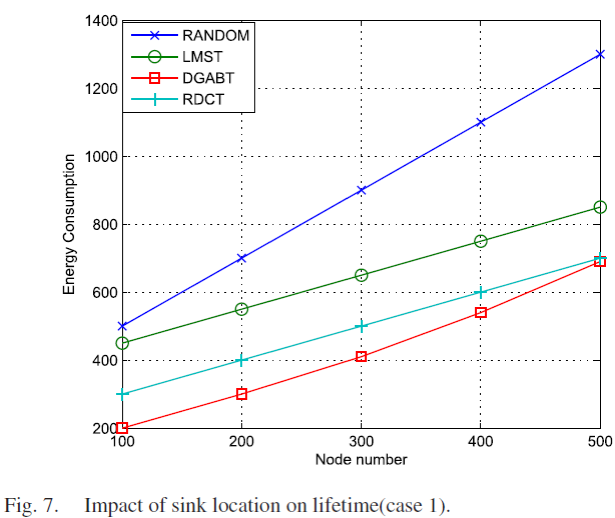 1400
1200
1000
800
600
400
200
RANDOM
LMST
DGABT
RDCT
Energy Consumption
100
200
300
400
500
Node number
Fig. 7. Impact of sink location on lifetime(case 1).